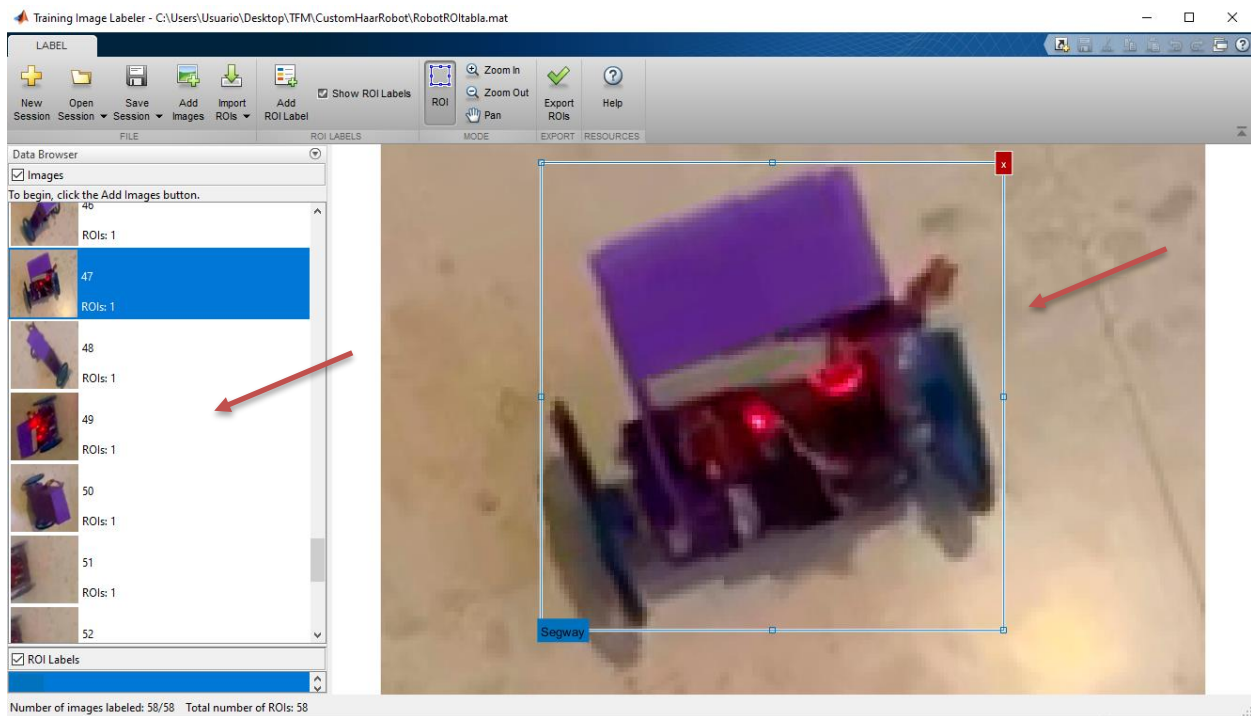 Training Image Labeler - C:\Users\Usuario\Desktop\TFM\CustomHaarRobot\RobotROItabla.mat
LABEL
New Session
Open Session
Save Session
Add Images
Import ROIs
Add ROI Label
Show ROI Labels
ROI
Zoom In
Zoom Out
Pan
Export ROIs
Help
FILE
ROI LABELS
MODE
EXPORT
RESOURCES
Data Browser
Images
To begin, click the Add Images button.
46
ROIs: 1
47
ROIs: 1
48
ROIs: 1
49
ROIs: 1
50
ROIs: 1
51
ROIs: 1
52
x
Segway
ROI Labels
Number of images labeled: 58/58 Total number of ROIs: 58